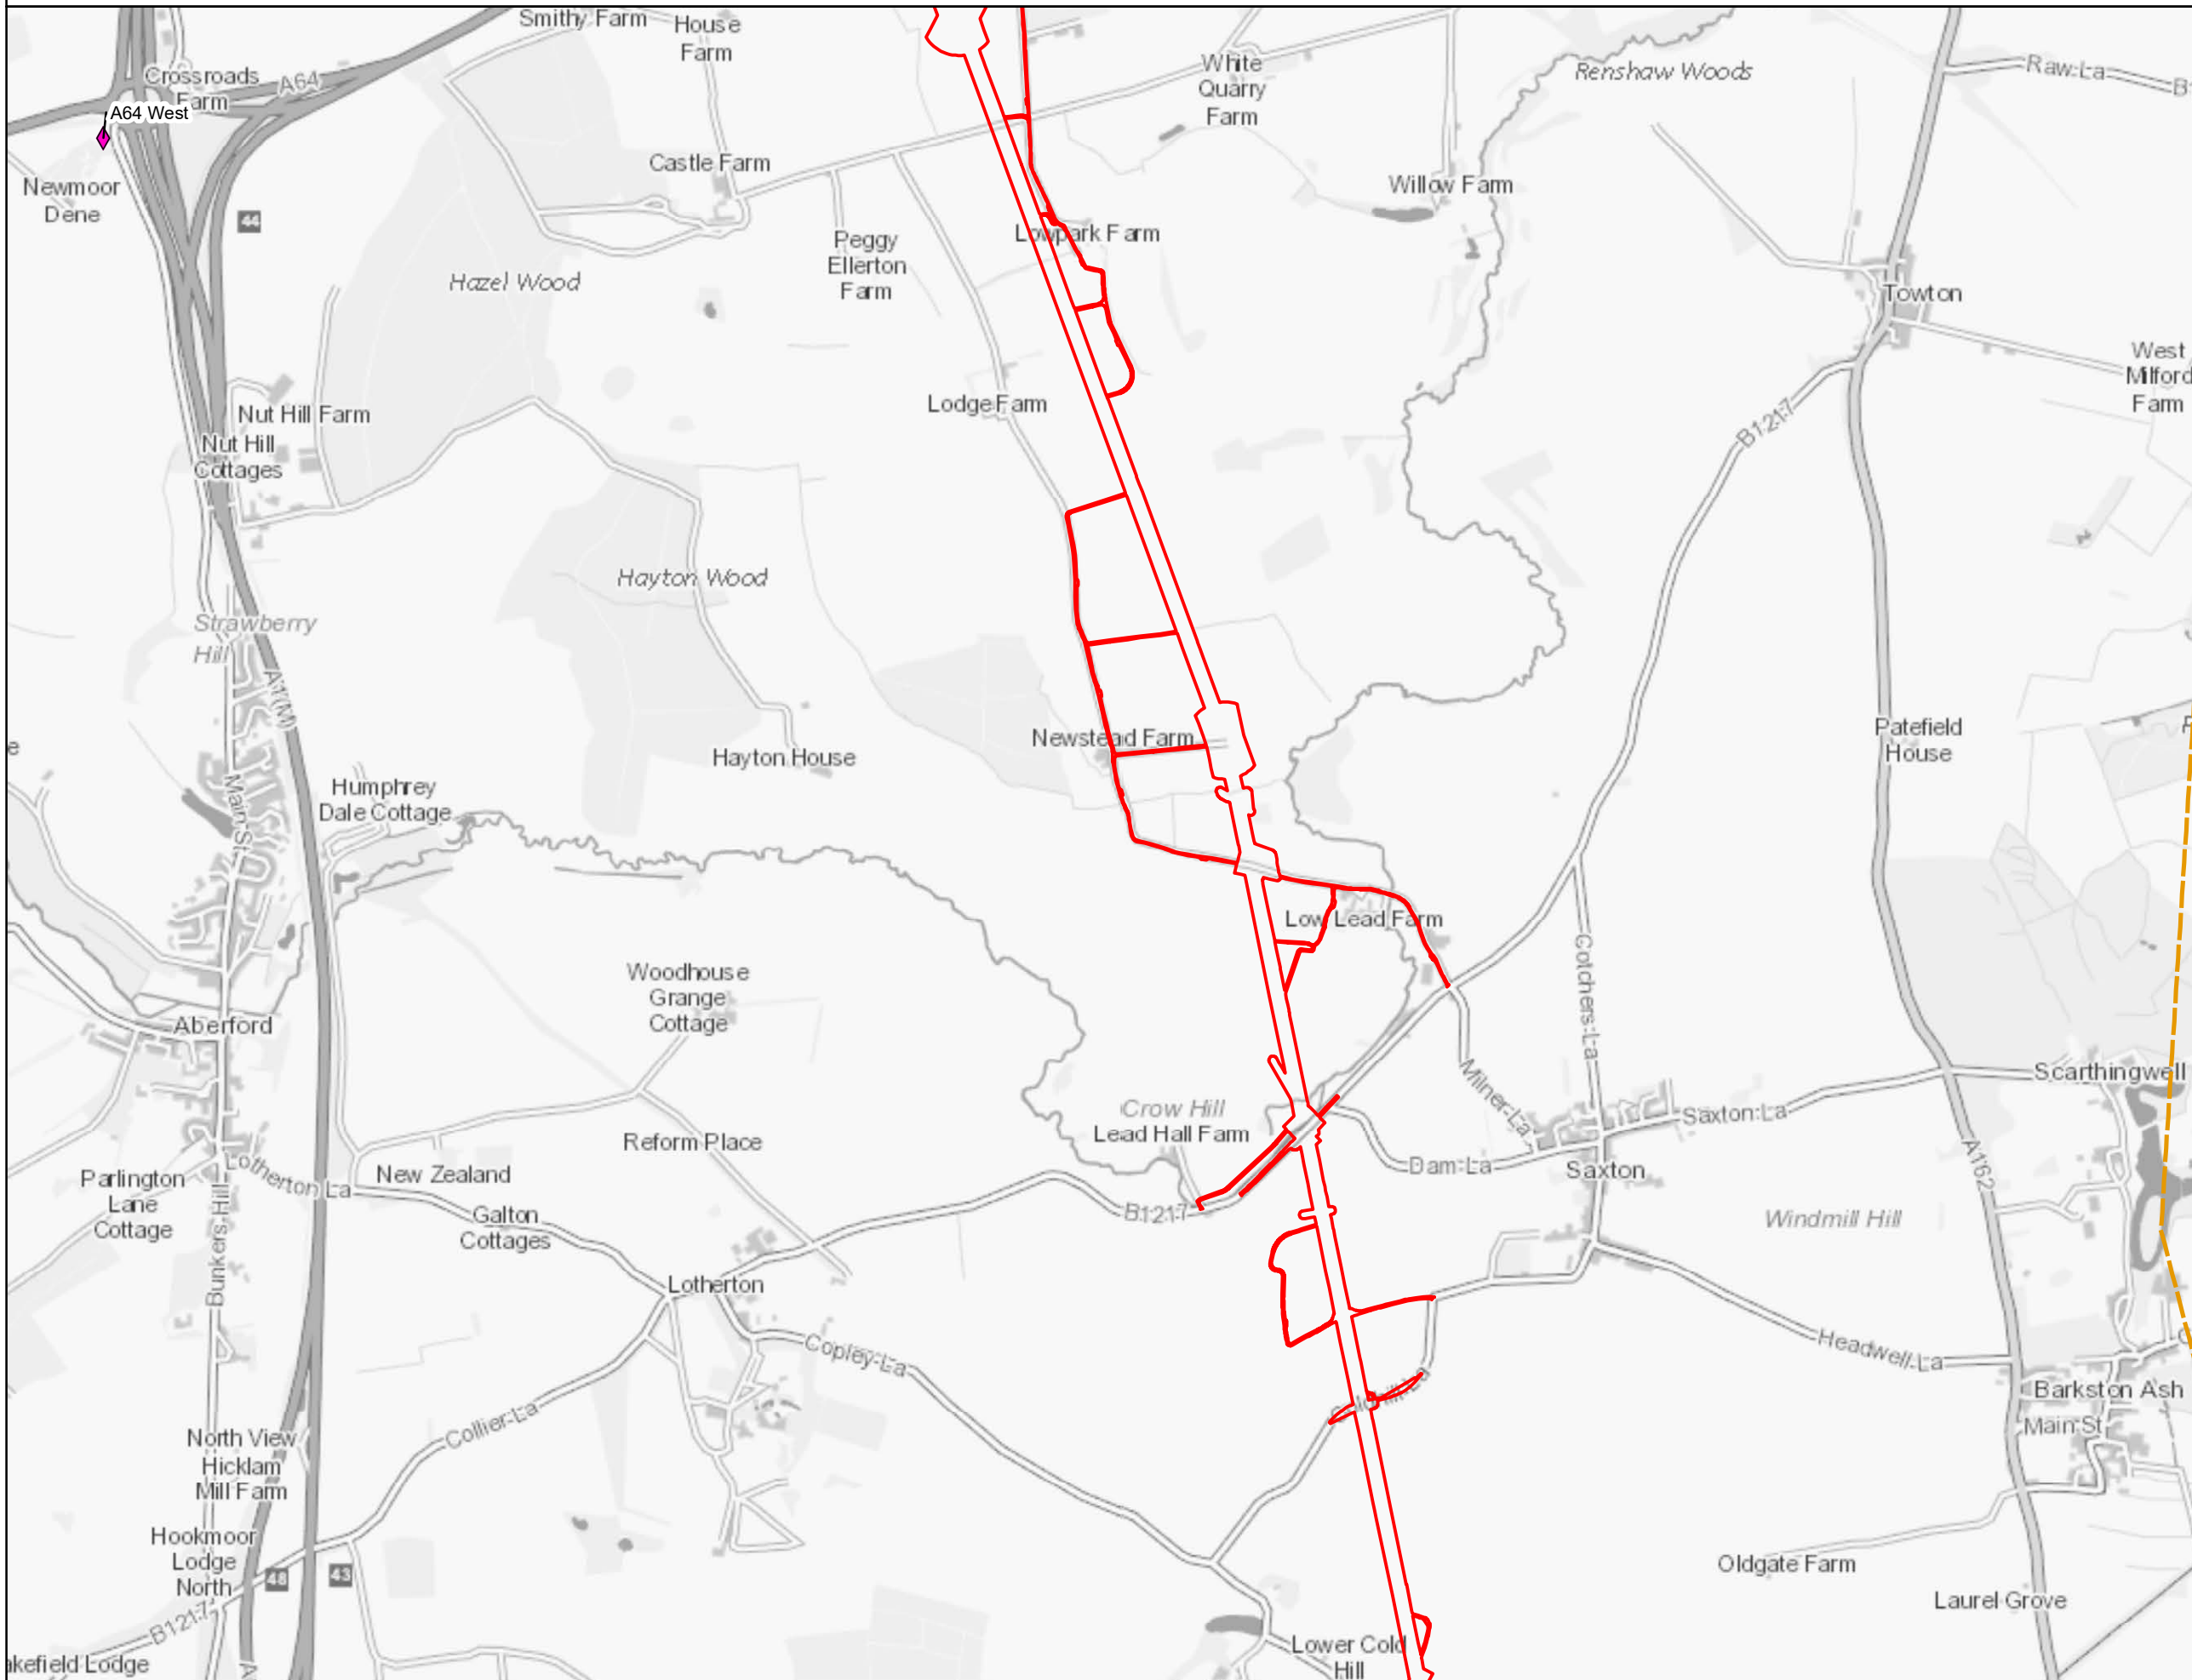 Smithy Farm
House
Farm
Crossroads
Farm
A64
A64 West
White
Quarry
Farm
Renshaw Woods
Raw La
Newmoor
Dene
Castle Farm
Willow Farm
44
Lowpark Farm
Peggy
Ellerton
Farm
Hazel Wood
Towton
West
Milford
Farm
Nut Hill Farm
Nut Hill
Cottages
Lodge Farm
B1217
Hayton Wood
Strawberry
Hill
A1(M)
Newstead Farm
Hayton House
Patefield
House
Humphrey
Dale Cottage
Main St
Low Lead Farm
Cotchers La
Woodhouse
Grange
Cottage
Aberford
Milner La
Scarthingwell
Crow Hill
Lead Hall Farm
Saxton La
Reform Place
Dam La
Saxton
A162
Lotherton La
New Zealand
Parlington
Lane
Cottage
Galton
Cottages
B1217
Windmill Hill
Bunkers Hill
Lotherton
Copley La
Headwell La
Barkston Ash
Main St
Collier La
North View
Hicklam
Mill Farm
Hookmoor
Lodge
North
48
43
Oldgate Farm
Laurel Grove
B1217
Lower Cold
Hill
akefield Lodge